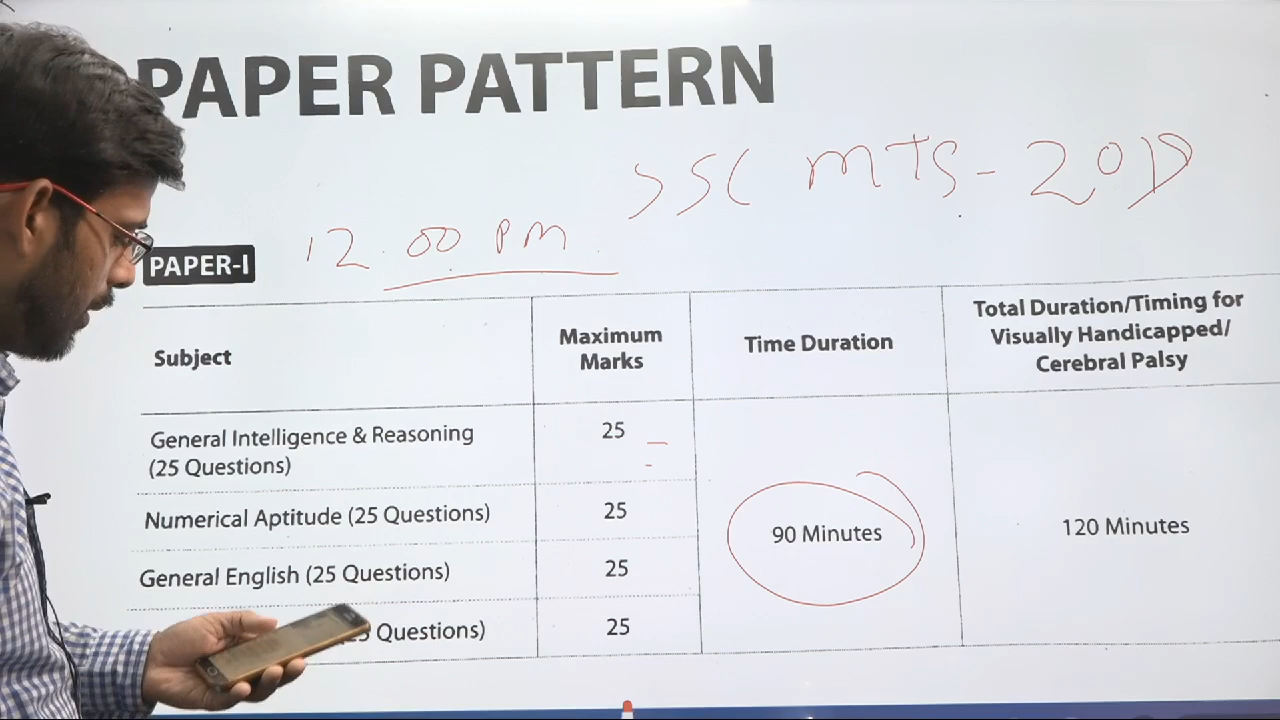 PAPER PATTERN
SSC MTS-2019
12.00 PM.
PAPER-I
Subject
Maximum
Marks
Time Duration
Total Duration/Timing for
Visually Handicapped/
Cerebral Palsy
General Intelligence & Reasoning
(25 Questions)
25
Numerical Aptitude (25 Questions)
25
General English (25 Questions)
25
Questions)
25
90 Minutes
120 Minutes